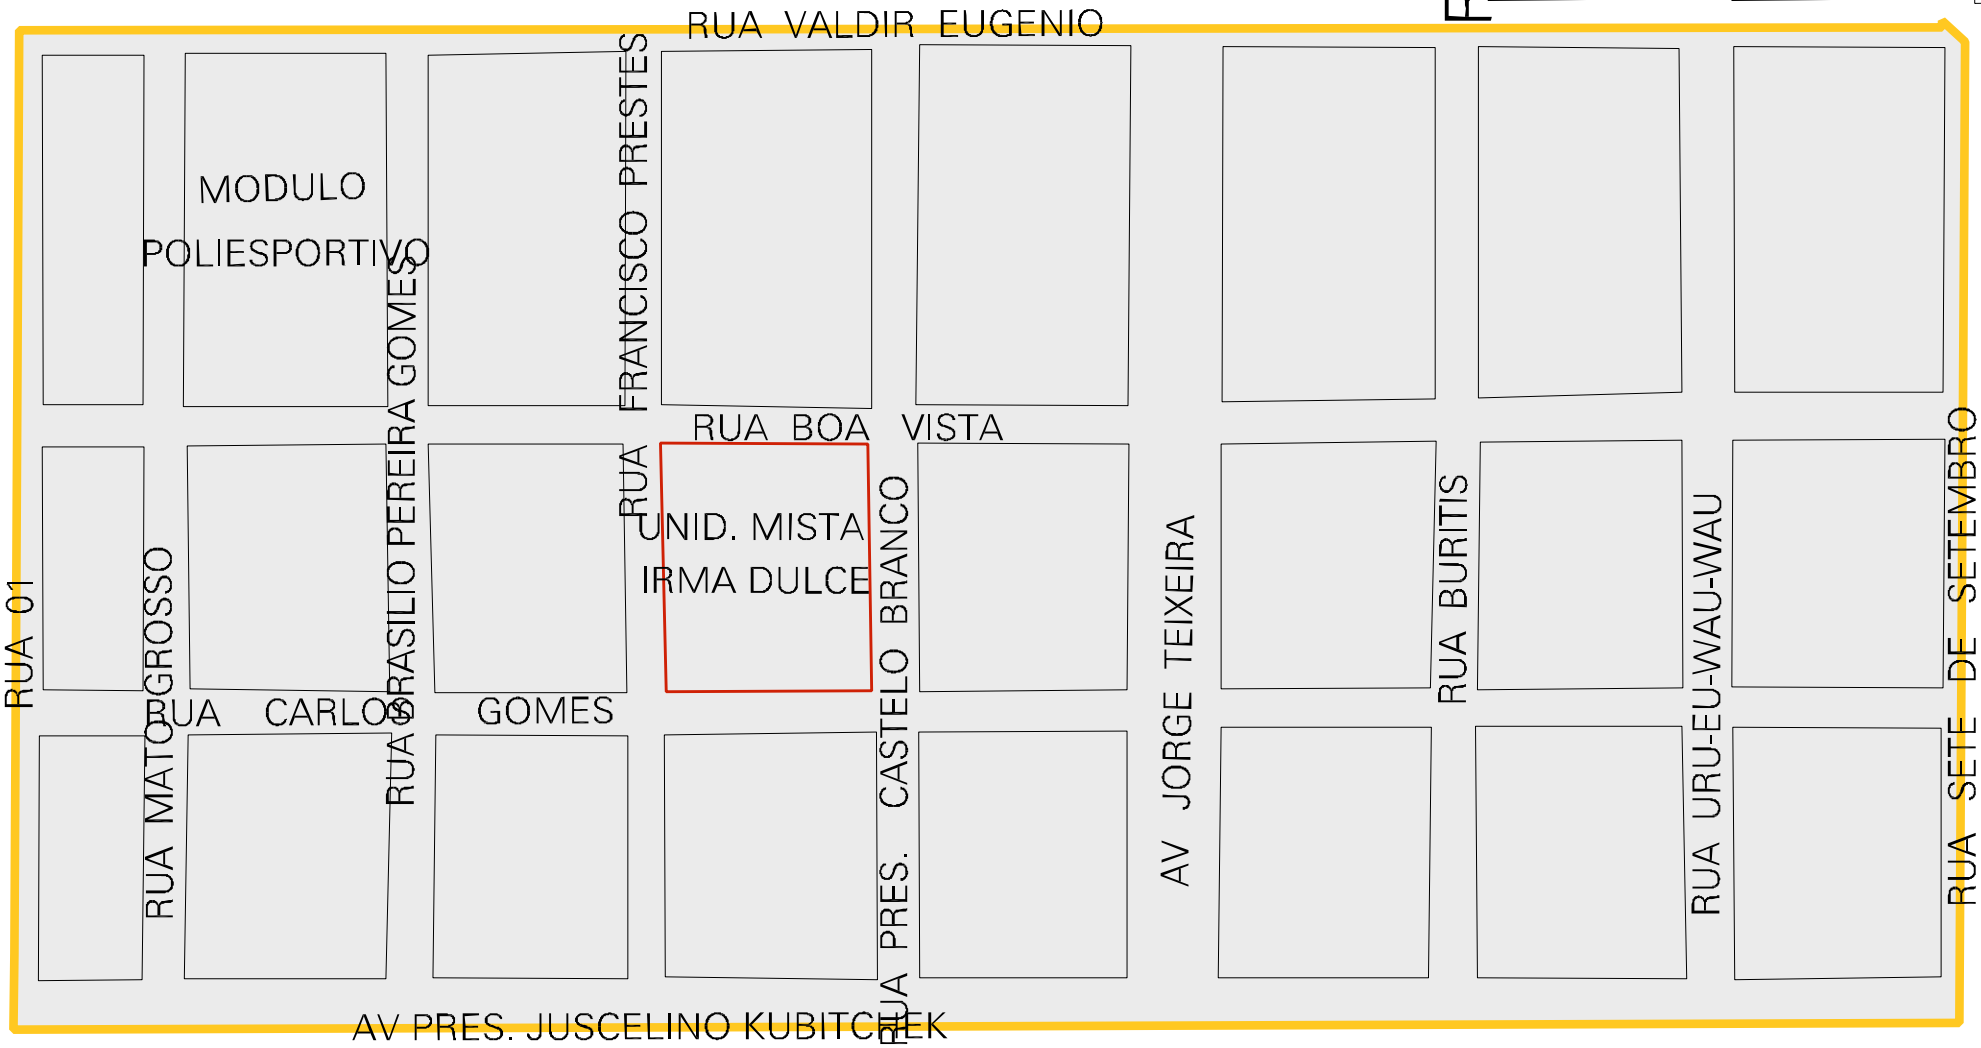 RUA VALDIR EUGENIO
MODULO
POLIESPORTIVO
RUA FRANCISCO PRESTES
RUA BOA VISTA
UNID. MISTA
IRMA DULCE
RUA 01
RUA MATO GROSSO
RUA BRASILIO PEREIRA GOMES
RUA PRES. CASTELO BRANCO
AV JORGE TEIXEIRA
RUA BURITIS
RUA URU-EU-WAU-WAU
RUA SETE DE SETEMBRO
RUA CARLOS GOMES
AV PRES. JUSCELINO KUBITCHEK